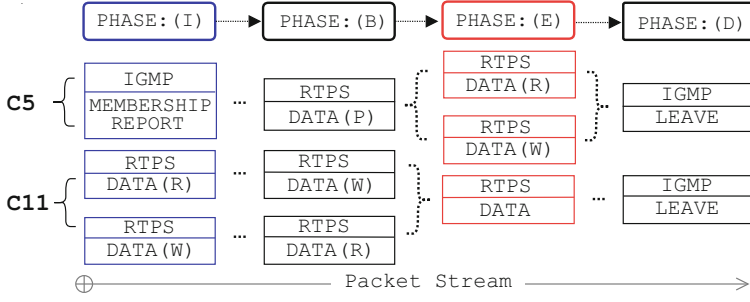 PHASE:(I) PHASE:(B) PHASE:(E) PHASE:(D)
C5
IGMP
MEMBERSHIP
REPORT
...
RTPS
DATA(P)
RTPS
DATA(R)
RTPS
DATA(W)
IGMP
LEAVE
C11
RTPS
DATA(R)
...
RTPS
DATA(W)
RTPS
DATA(W)
...
RTPS
DATA(R)
RTPS
DATA
...
IGMP
LEAVE
Packet Stream